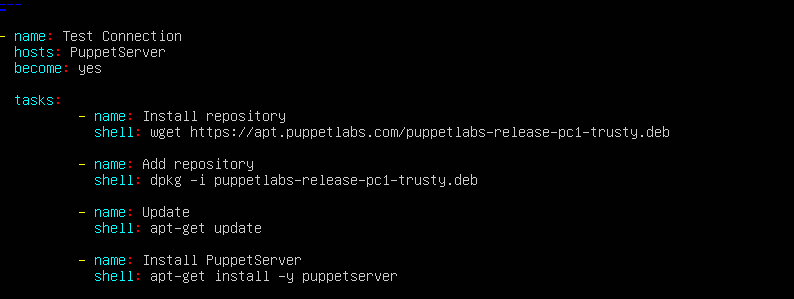 ---
- name: Test Connection
  hosts: PuppetServer
  become: yes
  tasks:
          - name: Install repository
            shell: wget https://apt.puppetlabs.com/puppetlabs-release-pc1-trusty.deb
          - name: Add repository
            shell: dpkg -i puppetlabs-release-pc1-trusty.deb
          - name: Update
            shell: apt-get update
          - name: Install PuppetServer
            shell: apt-get install -y puppetserver